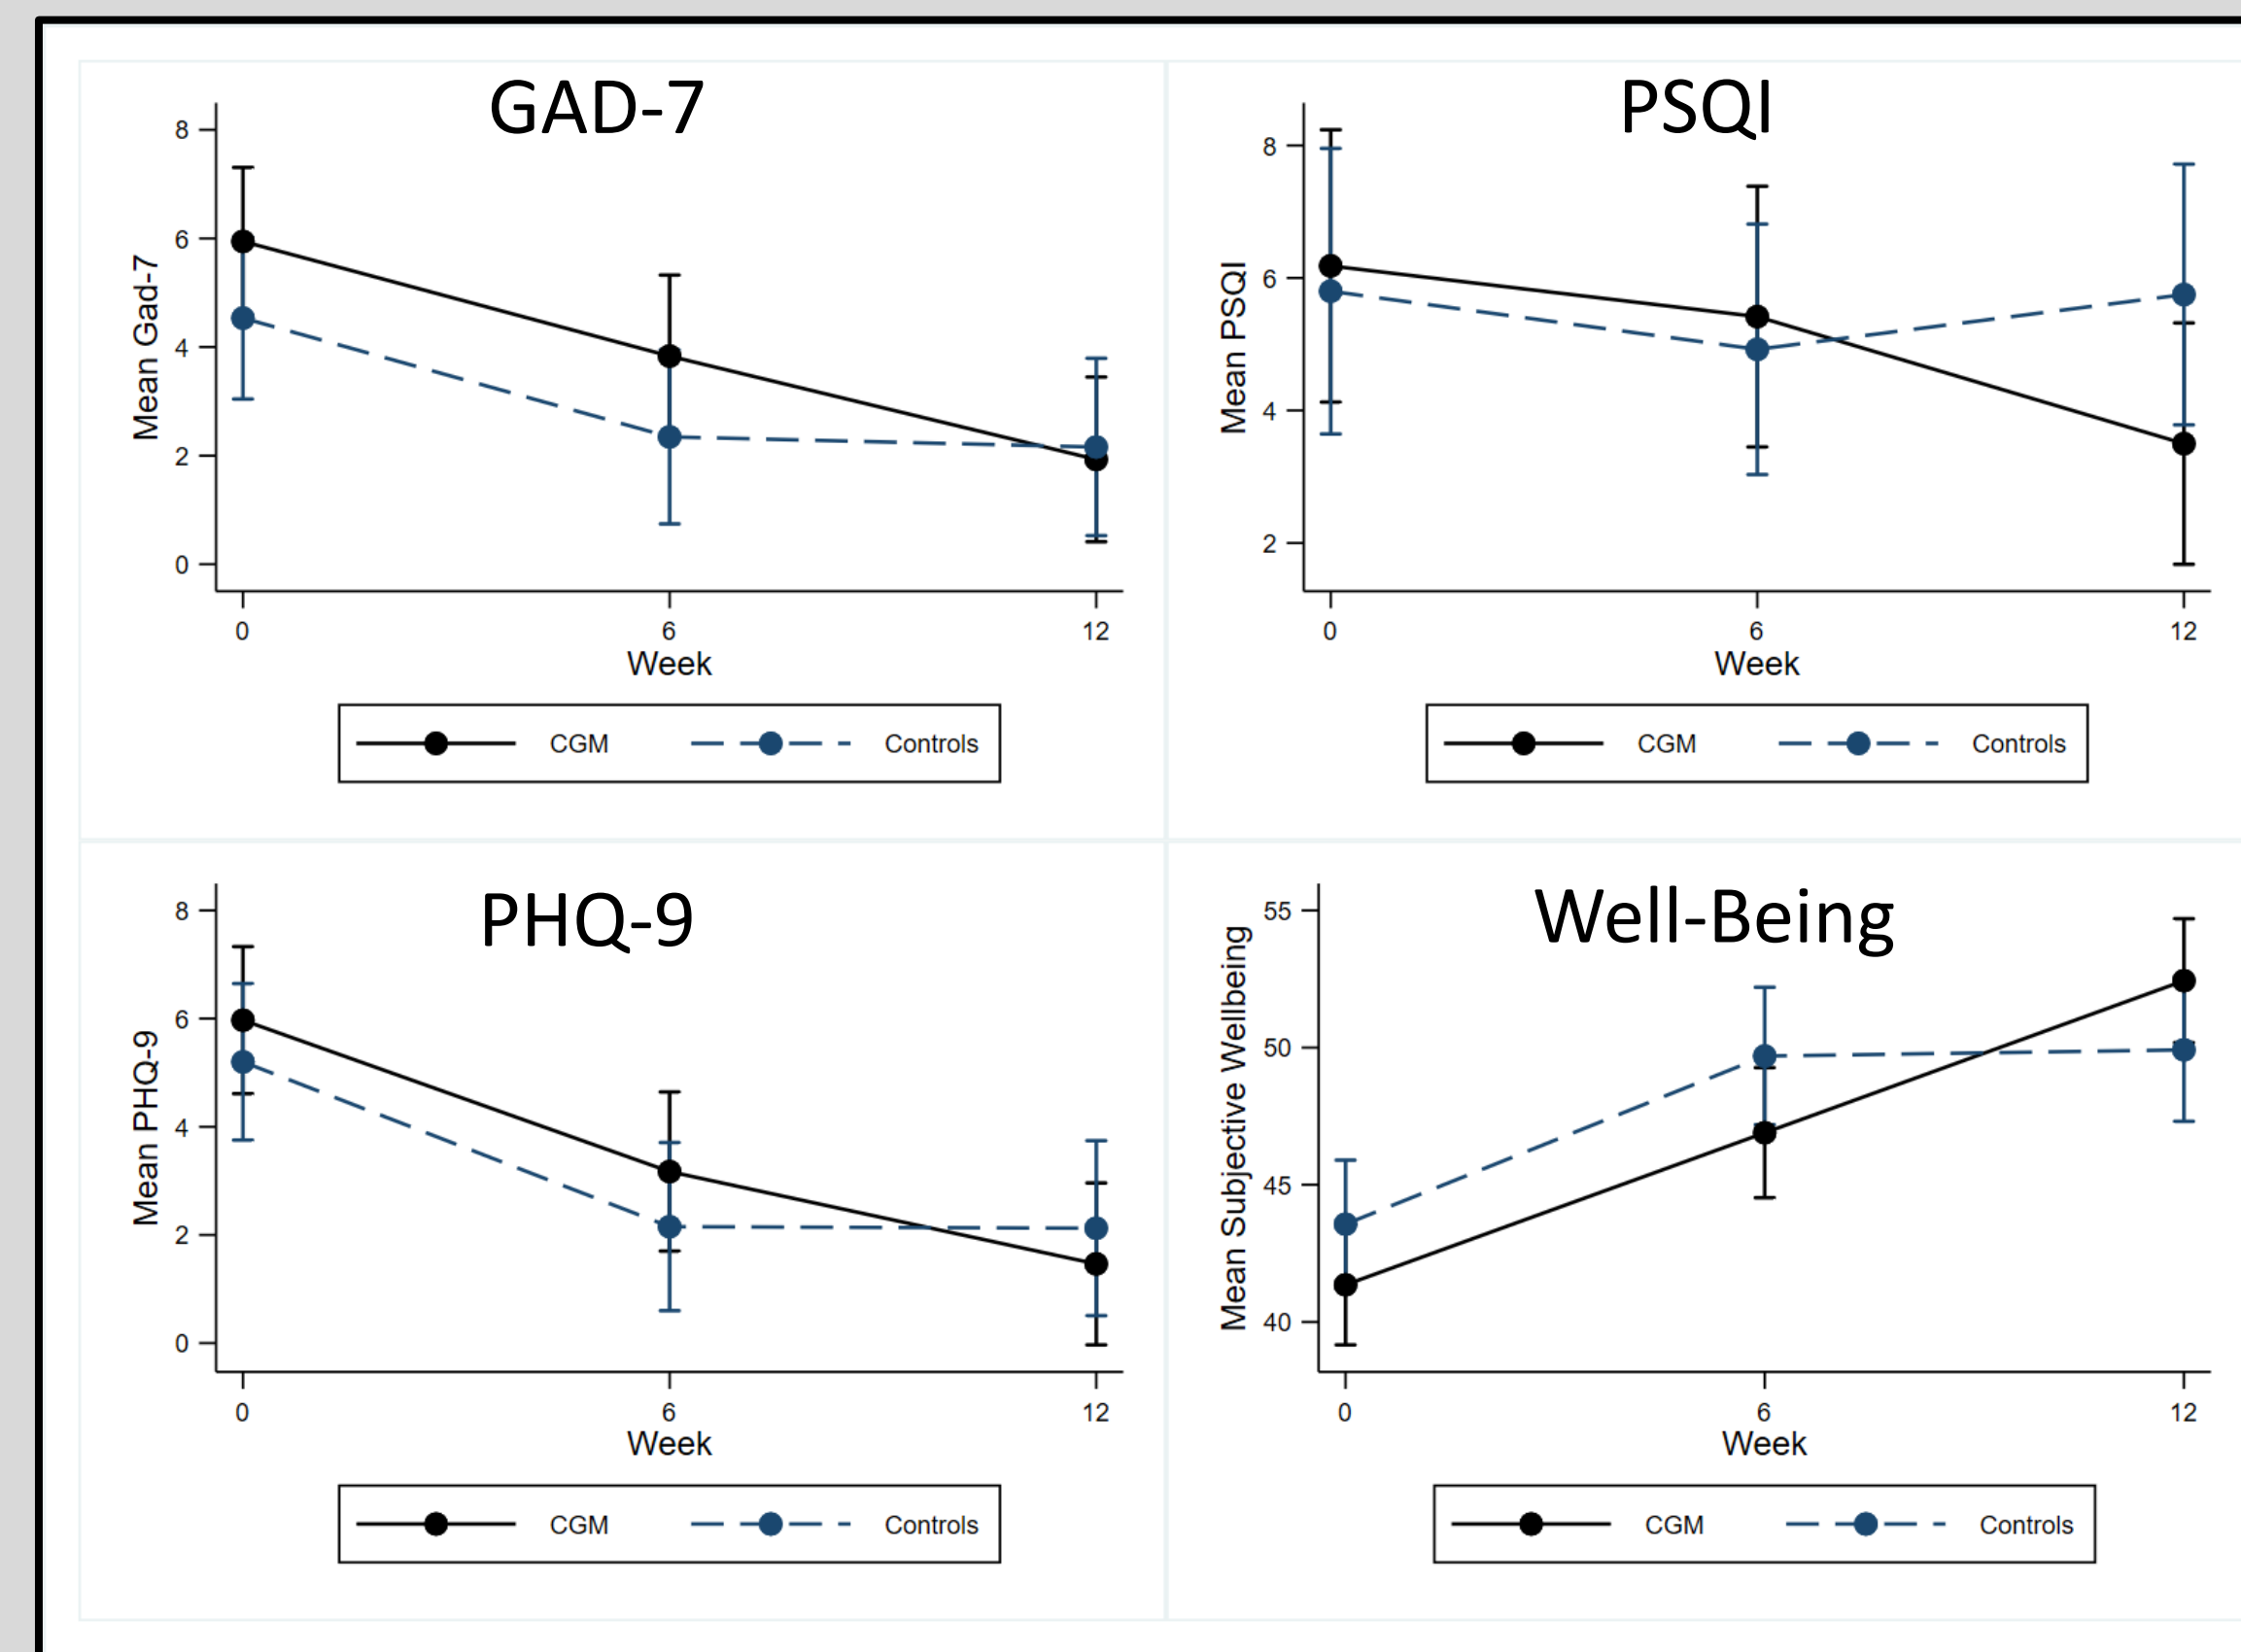 GAD-7
8
6
4
2
0
Mean Gad-7
0 6 12
Week
CGM Controls
PSQI
8
6
4
2
Mean PSQI
0 6 12
Week
CGM Controls
PHQ-9
8
6
4
2
0
Mean PHQ-9
0 6 12
Week
CGM Controls
Well-Being
55
50
45
40
Mean Subjective Wellbeing
0 6 12
Week
CGM Controls